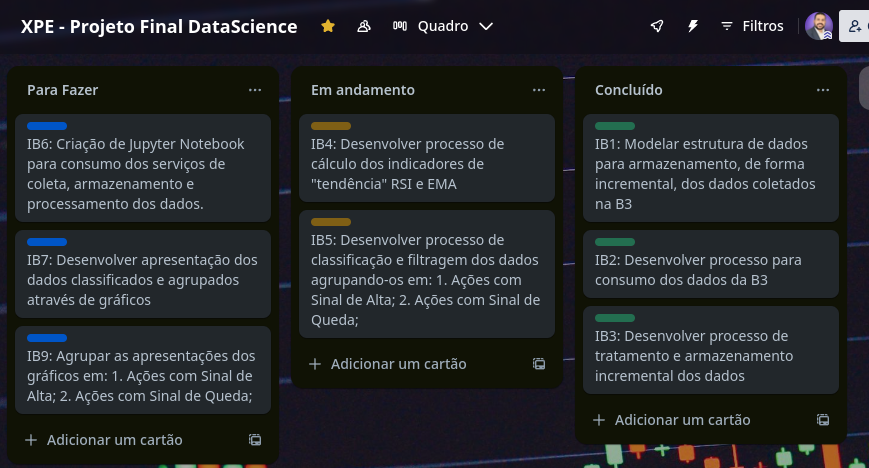 XPE - Projeto Final DataScience
Quadro
Filtros
Para Fazer
IB6: Criação de Jupyter Notebook
para consumo dos serviços de
coleta, armazenamento e
processamento dos dados.
IB7: Desenvolver apresentação dos
dados classificados e agrupados
através de gráficos
IB9: Agrupar as apresentações dos
gráficos em: 1. Ações com Sinal de
Alta; 2. Ações com Sinal de Queda;
Adicionar um cartão
Em andamento
IB4: Desenvolver processo de
cálculo dos indicadores de
"tendência" RSI e EMA
IB5: Desenvolver processo de
classificação e filtragem dos dados
agrupando-os em: 1. Ações com
Sinal de Alta; 2. Ações com Sinal de
Queda;
Adicionar um cartão
Concluído
IB1: Modelar estrutura de dados
para armazenamento, de forma
incremental, dos dados coletados
na B3
IB2: Desenvolver processo para
consumo dos dados da B3
IB3: Desenvolver processo de
tratamento e armazenamento
incremental dos dados
Adicionar um cartão